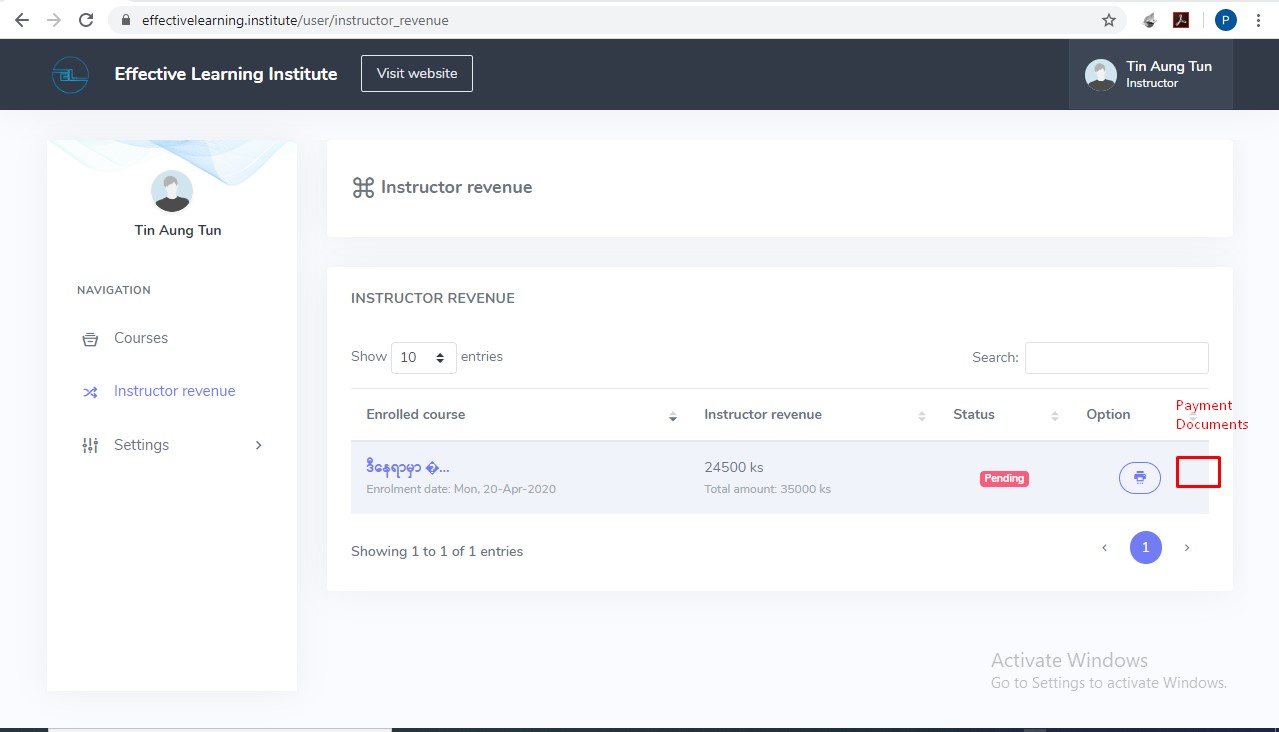 effectivelearning.institute/user/instructor_revenue
P
EL
Effective Learning Institute
Visit website
Tin Aung Tun
Instructor
Tin Aung Tun
NAVIGATION
Courses
Instructor revenue
Settings
Instructor revenue
INSTRUCTOR REVENUE
Show 10 entries
Search:
Enrolled course
Instructor revenue
Status
Option
Payment
Documents
ဒီနေရာမှာ �...
Enrolment date: Mon, 20-Apr-2020
24500 ks
Total amount: 35000 ks
Pending
Showing 1 to 1 of 1 entries
1
Activate Windows
Go to Settings to activate Windows.